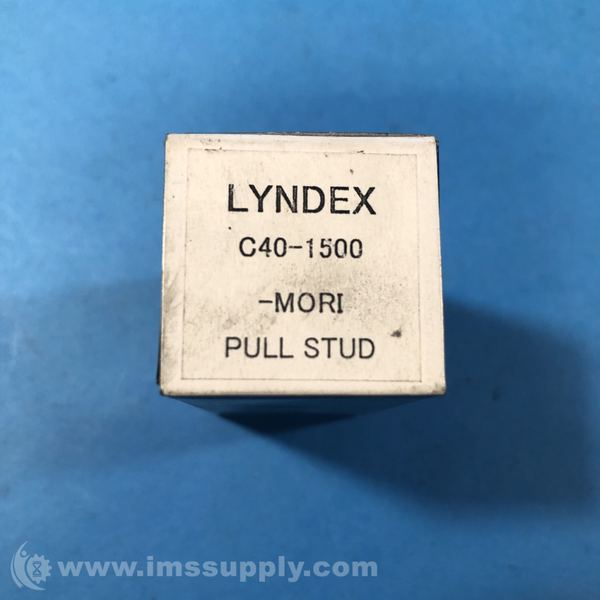 LYNDEX
C40-1500
-MORI
PULL STUD
www.imssupply.com